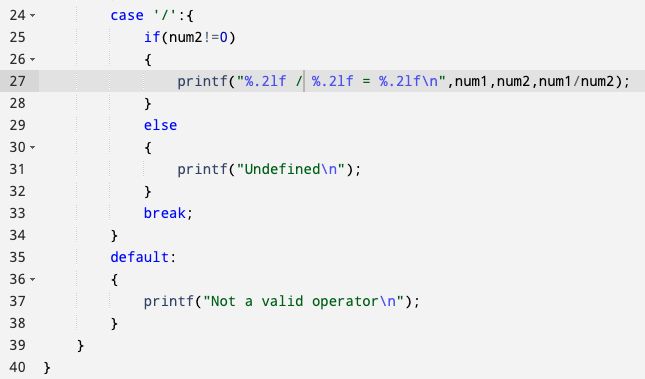 24 case '/':{
25 if(num2!=0)
26 {
27 printf("%.2lf / %.2lf = %.2lf\n",num1,num2,num1/num2);
28 }
29 else
30 {
31 printf("Undefined\n");
32 }
33 break;
34 }
35 default:
36 {
37 printf("Not a valid operator\n");
38 }
39 }
40 }